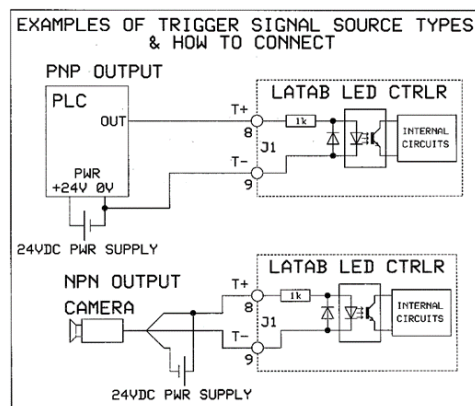 EXAMPLES OF TRIGGER SIGNAL SOURCE TYPES
& HOW TO CONNECT
PNP OUTPUT
PLC
OUT
PWR
+24V 0V
24VDC PWR SUPPLY
T+
8
J1
T-
9
LATAB LED CTRLR
1k
INTERNAL
CIRCUITS
NPN OUTPUT
CAMERA
24VDC PWR SUPPLY
T+
8
J1
T-
9
LATAB LED CTRLR
1k
INTERNAL
CIRCUITS